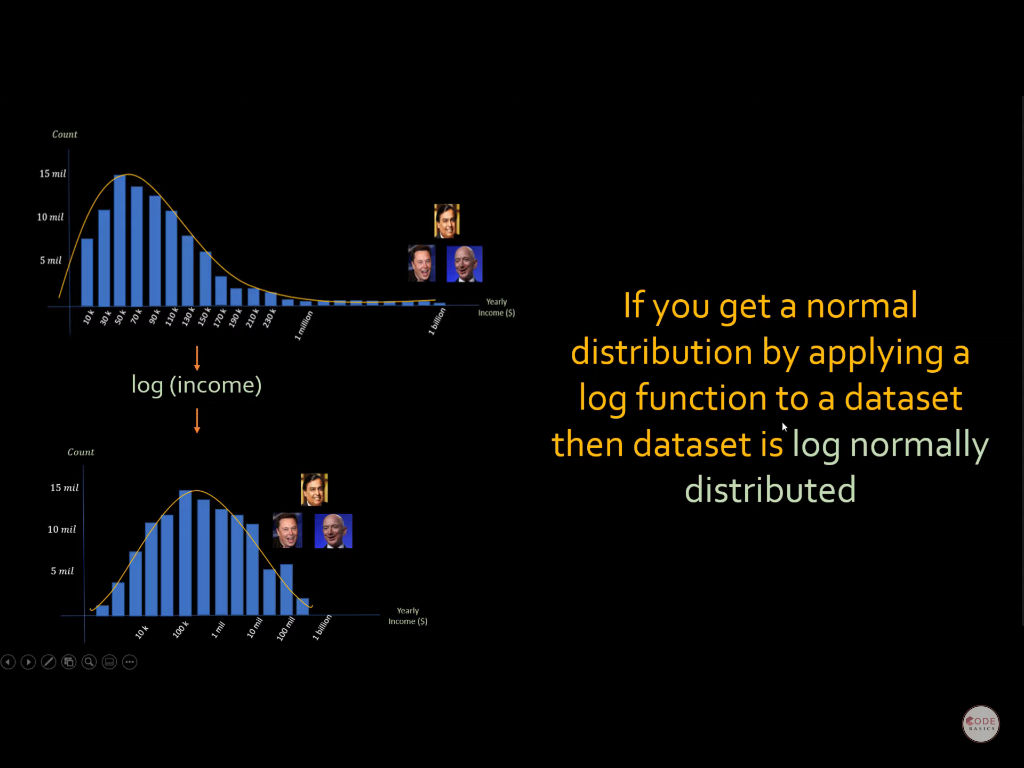 Count
15 mil
10 mil
5 mil
10 k
30 k
50 k
70 k
90 k
110 k
130 k
150 k
170 k
190 k
210 k
230 k
1 million
1 billion
Yearly
Income ($)
log (income)
Count
15 mil
10 mil
5 mil
10 k
100 k
1 mil
10 mil
100 mil
1 billion
Yearly
Income ($)
If you get a normal
distribution by applying a
log function to a dataset
then dataset is log normally
distributed
CODE
BASICS